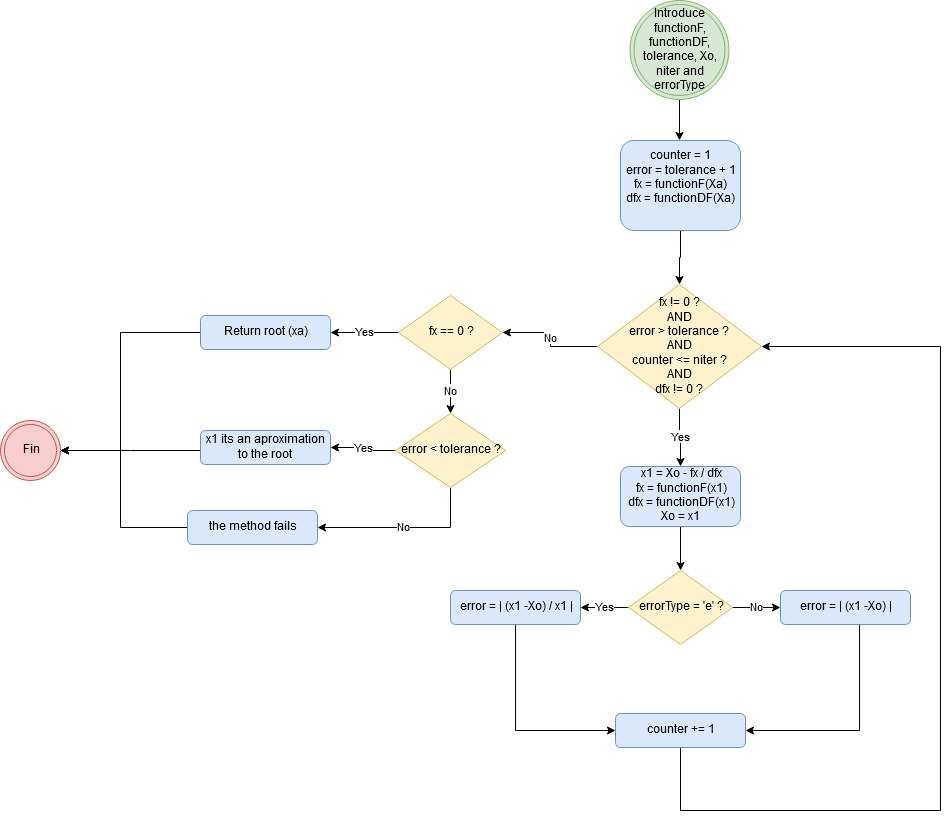 Introduce
functionF,
functionDF,
tolerance, Xo,
niter and
errorType
counter = 1
error = tolerance + 1
fx = functionF(Xa)
dfx = functionDF(Xa)
fx != 0 ?
AND
error > tolerance ?
AND
counter <= niter ?
AND
dfx != 0 ?
No
fx == 0 ?
Yes
Return root (xa)
No
error < tolerance ?
Yes
x1 its an aproximation
to the root
Fin
No
the method fails
Yes
x1 = Xo - fx / dfx
fx = functionF(x1)
dfx = functionDF(x1)
Xo = x1
errorType = 'e' ?
Yes
error = | (x1 -Xo) / x1 |
No
error = | (x1 -Xo) |
counter += 1